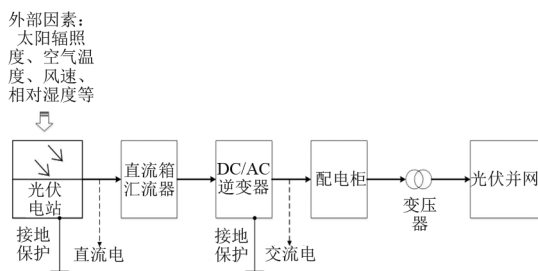 外部因素：
太阳辐照
度、空气温
度、风速、
相对湿度等
光伏
电站
直流箱
汇流器
DC/AC
逆变器
配电柜
变压
器
光伏并网
接地
保护
直流电
接地
保护
交流电